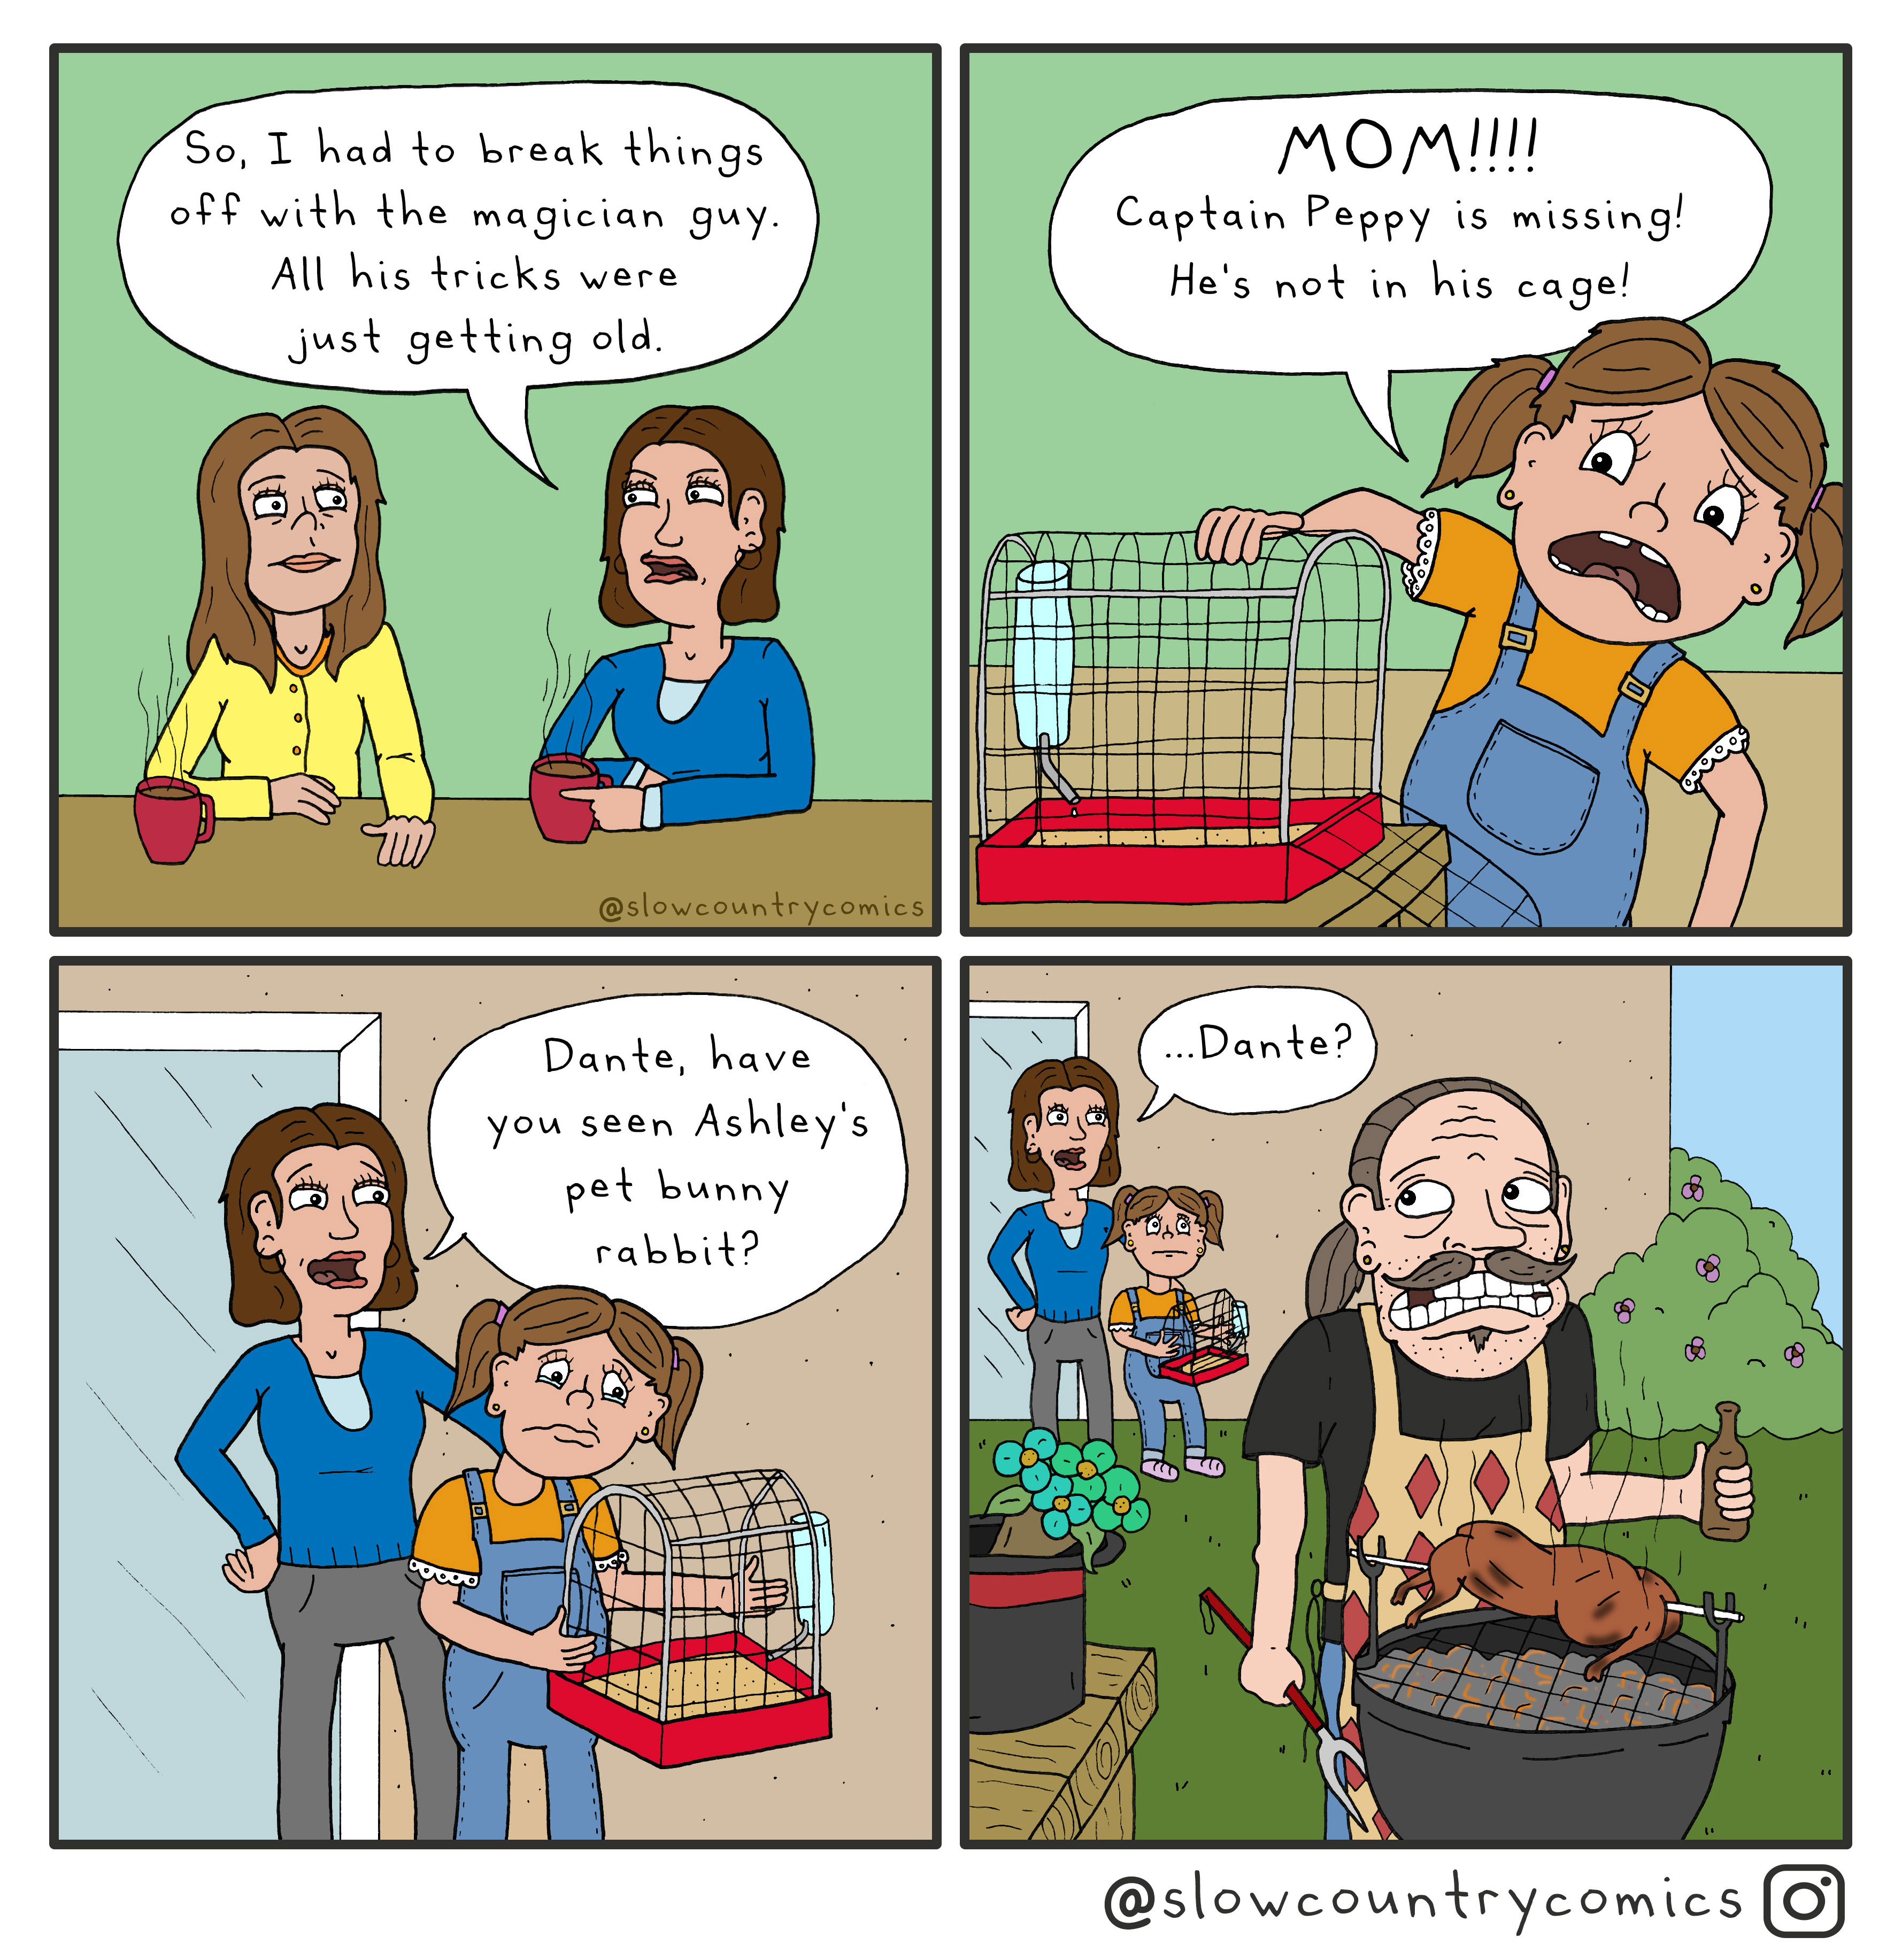 So, I had to break things
off with the magician guy.
All his tricks were
just getting old.
@slowcountrycomics
MOM!!!!
Captain Peppy is missing!
He's not in his cage!
Dante, have
you seen Ashley's
pet bunny
rabbit?
...Dante?
@slowcountrycomics